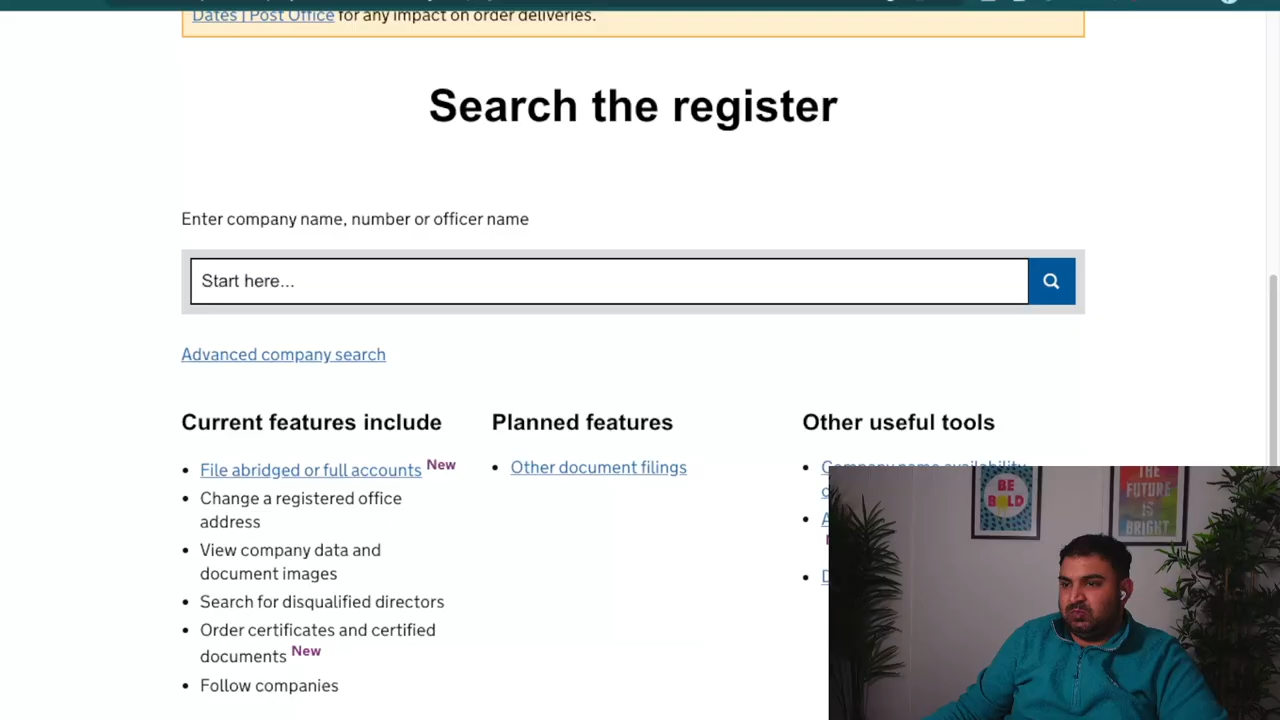 Dates | Post Office for any impact on order deliveries.
Search the register
Enter company name, number or officer name
Start here...
Advanced company search
Current features include
File abridged or full accounts New
Change a registered office
address
View company data and
document images
Search for disqualified directors
Order certificates and certified
documents New
Follow companies
Planned features
Other document filings
Other useful tools
Company name availability
BE
BOLD
THE
FUTURE
IS
BRIGHT